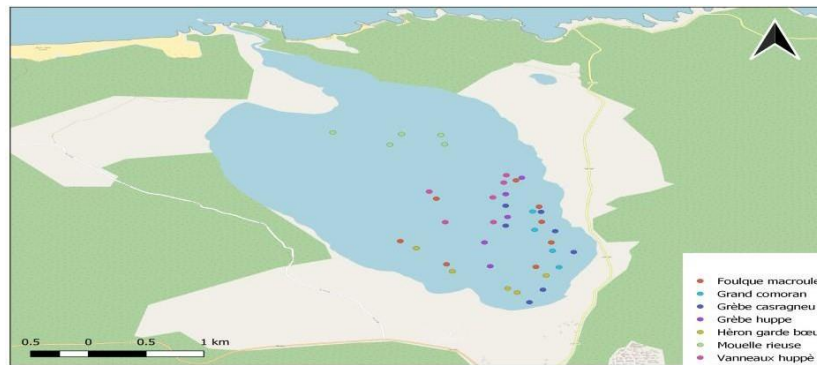 Foulque macroule
Grand comoran
Grèbe casragneu
Grèbe huppe
Hèron garde bœu
Mouelle rieuse
Vanneaux huppè
0.5 0 0.5 1 km